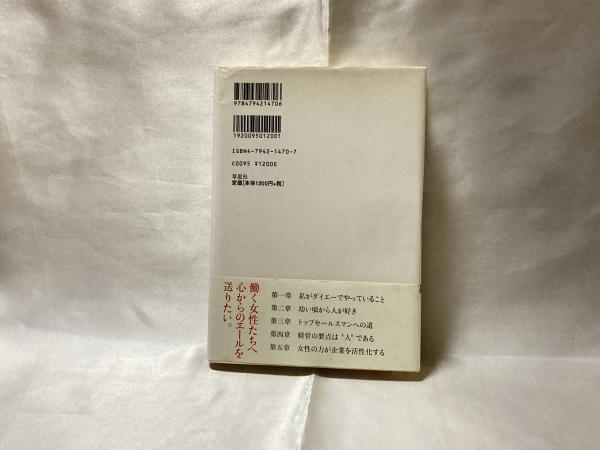 9784794214706
1920095012001
ISBN4-7942-1470-7
C0095 ¥1200E
草思社
定価[本体1200円+税]
働く女性たちへ
心からのエールを
送りたい。
第一章 私がダイエーでやっていること
第二章 幼い頃から人が好き
第三章 トップセールスマンへの道
第四章 経営の要点は“人”である
第五章 女性の力が企業を活性化する